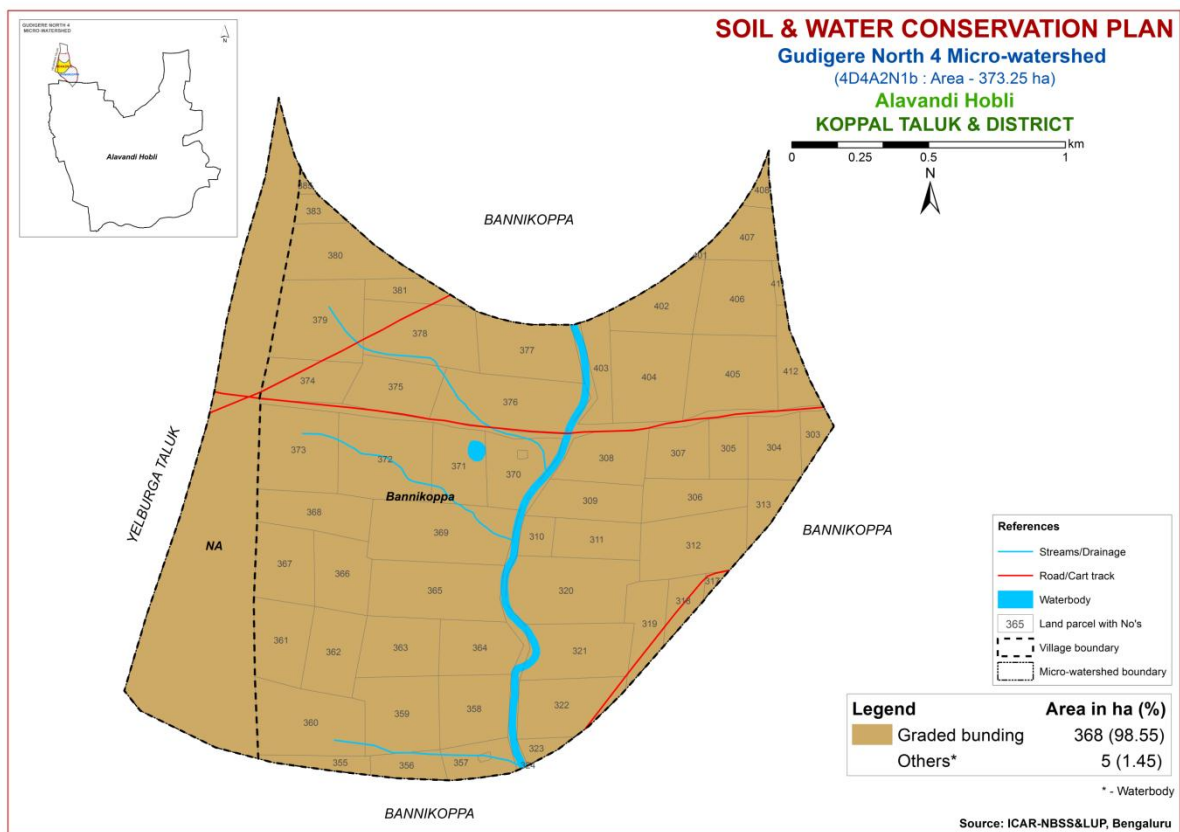 GUDIGERE NORTH 4
MICRO-WATERSHED
N
Alavandi Hobli
SOIL & WATER CONSERVATION PLAN
Gudigere North 4 Micro-watershed
(4D4A2N1b : Area - 373.25 ha)
Alavandi Hobli
KOPPAL TALUK & DISTRICT
km
0 0.25 0.5 1
N
BANNIKOPPA
383
380
381
379
378
377
374
375
376
408
407
401
402
406
403
404
405
412
373
372
371
370
308
307
305
304
303
Bannikoppa
309
306
313
368
369
310
311
312
YELBURGA TALUK
NA
367
366
365
320
317
318
319
361
362
363
364
321
360
359
358
322
323
355
356
357
BANNIKOPPA
BANNIKOPPA
References
Streams/Drainage
Road/Cart track
Waterbody
365 Land parcel with No's
Village boundary
Micro-watershed boundary
Legend Area in ha (%)
Graded bunding 368 (98.55)
Others* 5 (1.45)
* - Waterbody
Source: ICAR-NBSS&LUP, Bengaluru